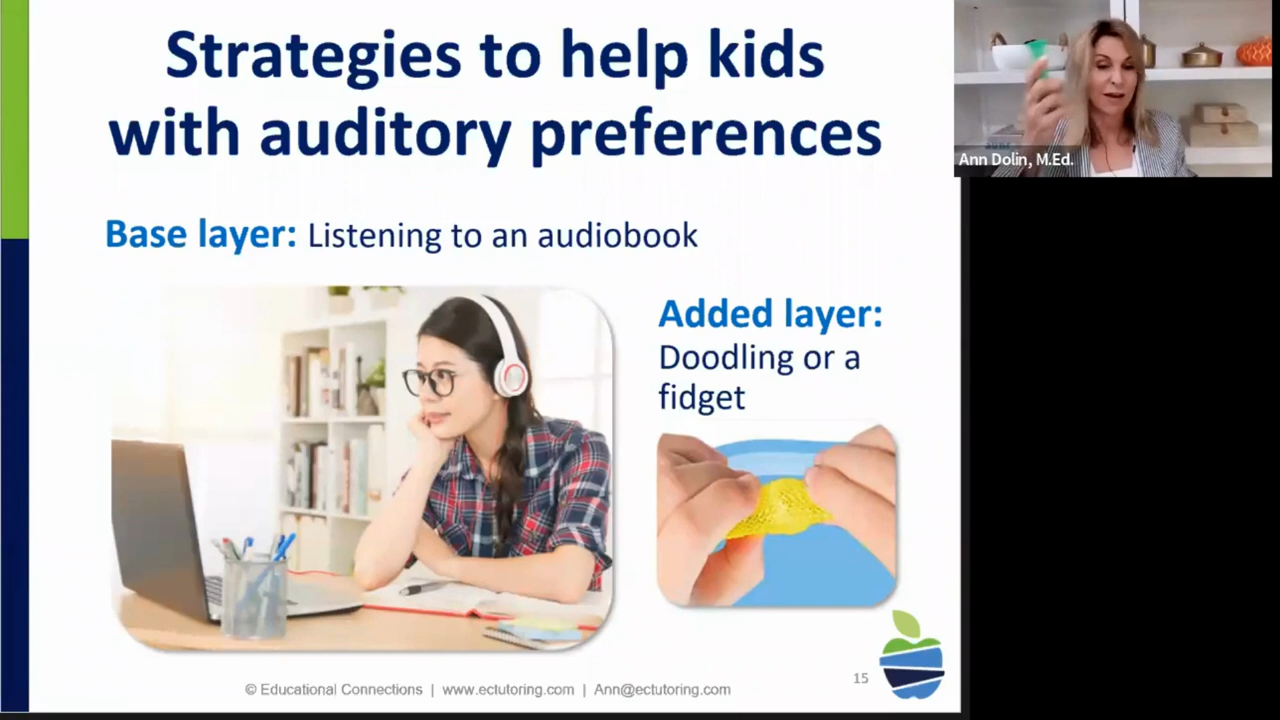 Strategies to help kids
with auditory preferences
Ann Dolin, M.Ed.
Base layer: Listening to an audiobook
Added layer:
Doodling or a
fidget
15
© Educational Connections | www.ectutoring.com | Ann@ectutoring.com